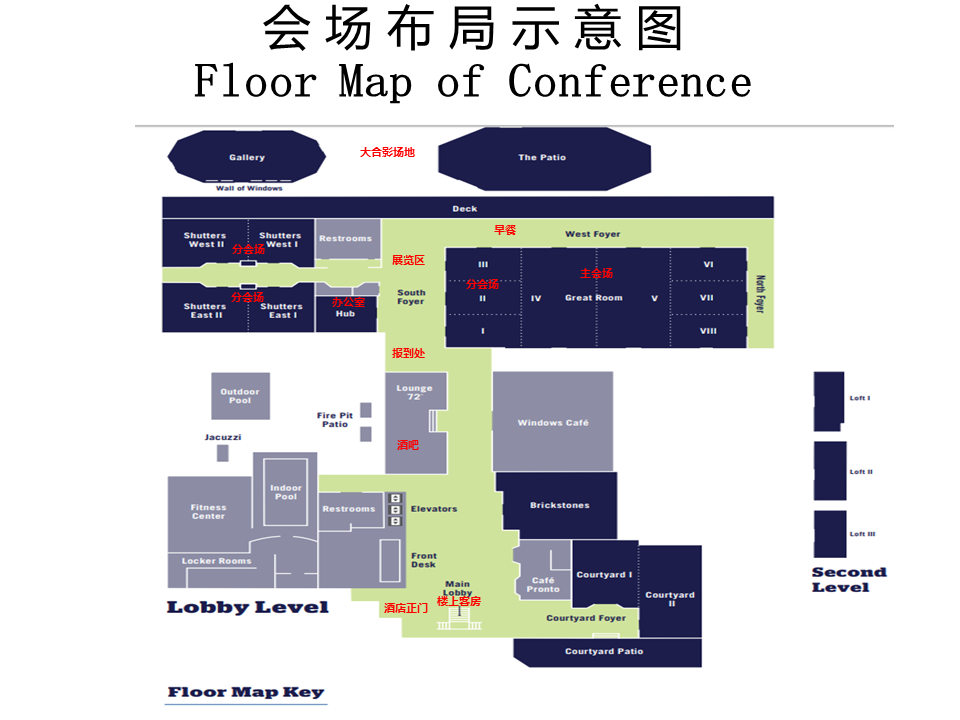 会场布局示意图
Floor Map of Conference
Gallery
大合影场地
The Patio
Wall of Windows
Deck
Shutters
West II
Shutters
West I
分会场
Restrooms
早餐
West Foyer
展览区
III
主会场
VI
分会场
分会场
办公室
South
Foyer
II
IV
Great Room
V
VII
North Foyer
Shutters
East II
Shutters
East I
Hub
I
VIII
报到处
Outdoor
Pool
Lounge
72°
Loft I
Fire Pit
Patio
Windows Café
Jacuzzi
酒吧
Loft II
Indoor
Pool
Fitness
Center
Restrooms
Elevators
Brickstones
Loft III
Locker Rooms
Front
Desk
Café
Pronto
Courtyard I
Second
Level
Main
Lobby
楼上客房
Courtyard
II
Lobby Level
酒店正门
Courtyard Foyer
Courtyard Patio
Floor Map Key